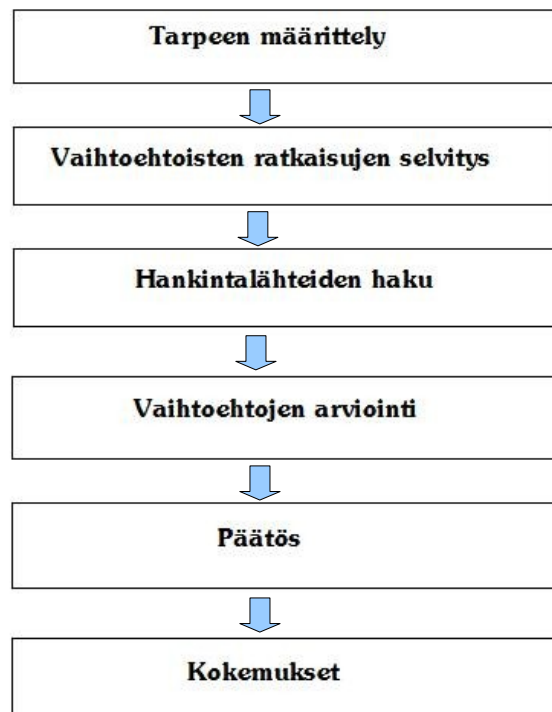 Tarpeen määrittely
Vaihtoehtoisten ratkaisujen selvitys
Hankintalähteiden haku
Vaihtoehtojen arviointi
Päätös
Kokemukset